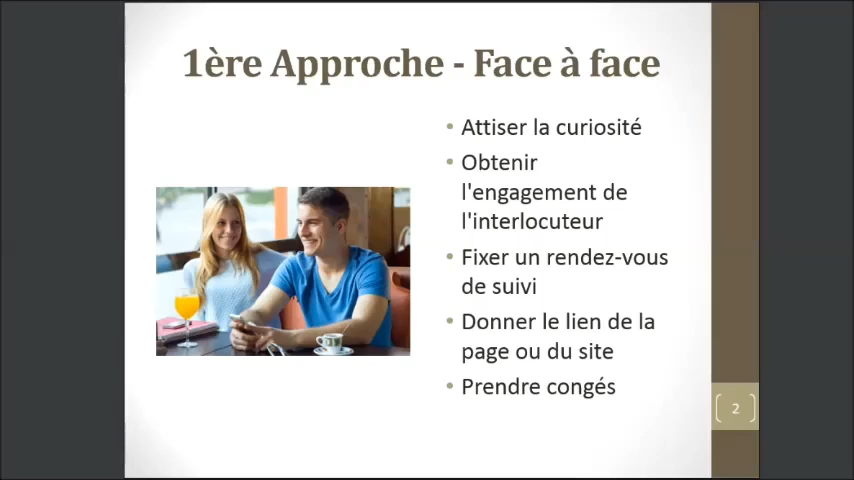 1ère Approche - Face à face
• Attiser la curiosité
• Obtenir
l'engagement de
l'interlocuteur
• Fixer un rendez-vous
de suivi
• Donner le lien de la
page ou du site
• Prendre congés
2